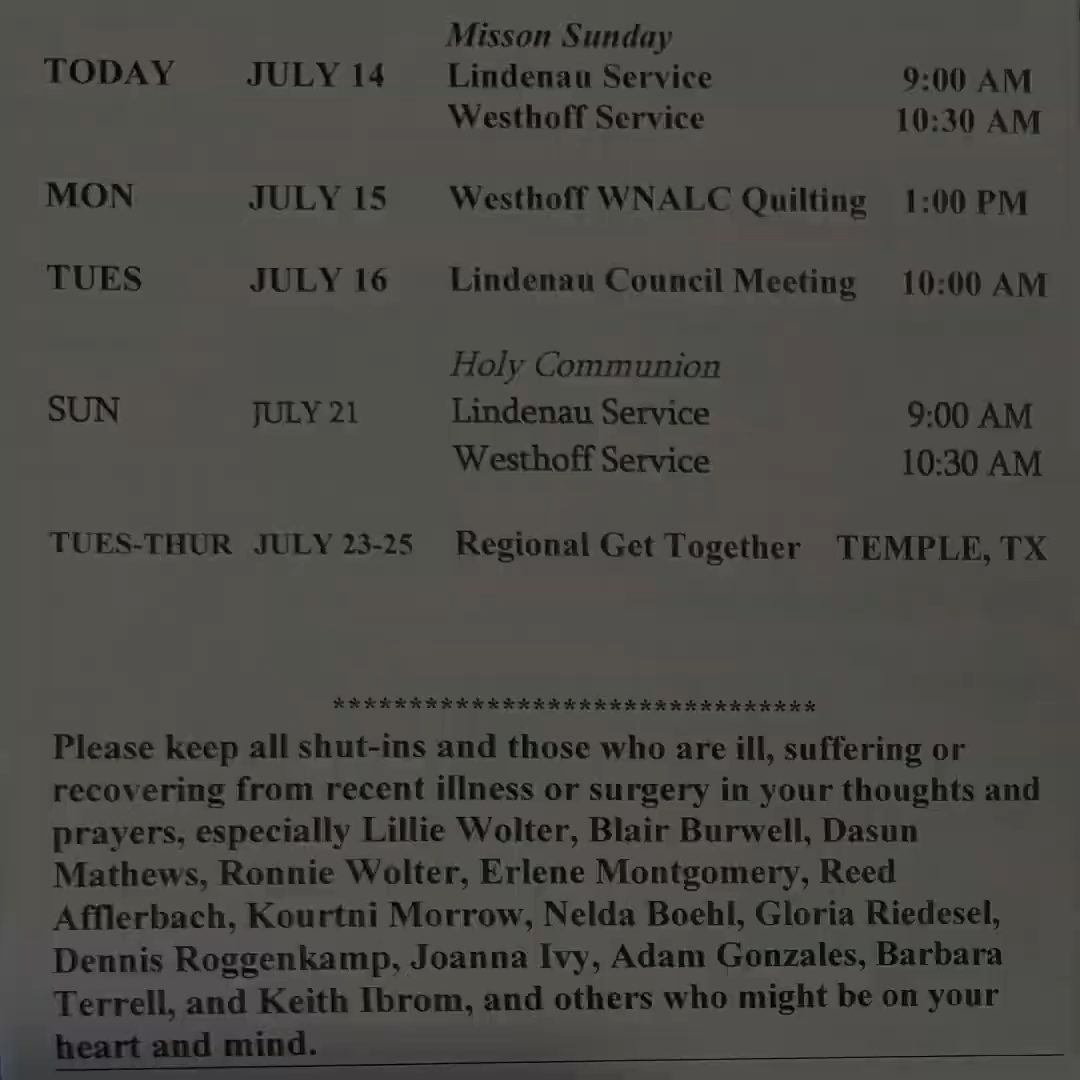 Misson Sunday
TODAY JULY 14 Lindenau Service 9:00 AM
Westhoff Service 10:30 AM
MON JULY 15 Westhoff WNALC Quilting 1:00 PM
TUES JULY 16 Lindenau Council Meeting 10:00 AM
Holy Communion
SUN JULY 21 Lindenau Service 9:00 AM
Westhoff Service 10:30 AM
TUES-THUR JULY 23-25 Regional Get Together TEMPLE, TX
********************************
Please keep all shut-ins and those who are ill, suffering or
recovering from recent illness or surgery in your thoughts and
prayers, especially Lillie Wolter, Blair Burwell, Dasun
Mathews, Ronnie Wolter, Erlene Montgomery, Reed
Afflerbach, Kourtni Morrow, Nelda Boehl, Gloria Riedesel,
Dennis Roggenkamp, Joanna Ivy, Adam Gonzales, Barbara
Terrell, and Keith Ibrom, and others who might be on your
heart and mind.